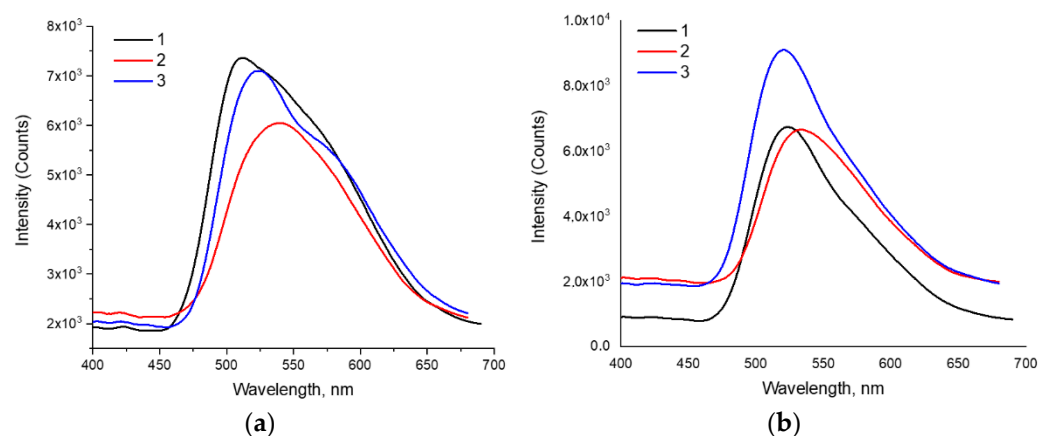 8x10³
7x10³
6x10³
5x10³
4x10³
3x10³
2x10³
Intensity (Counts)
1
2
3
400 450 500 550 600 650 700
Wavelength, nm
(a)
1.0x10⁴
8.0x10³
6.0x10³
4.0x10³
2.0x10³
0.0
Intensity (Counts)
1
2
3
400 450 500 550 600 650 700
Wavelength, nm
(b)